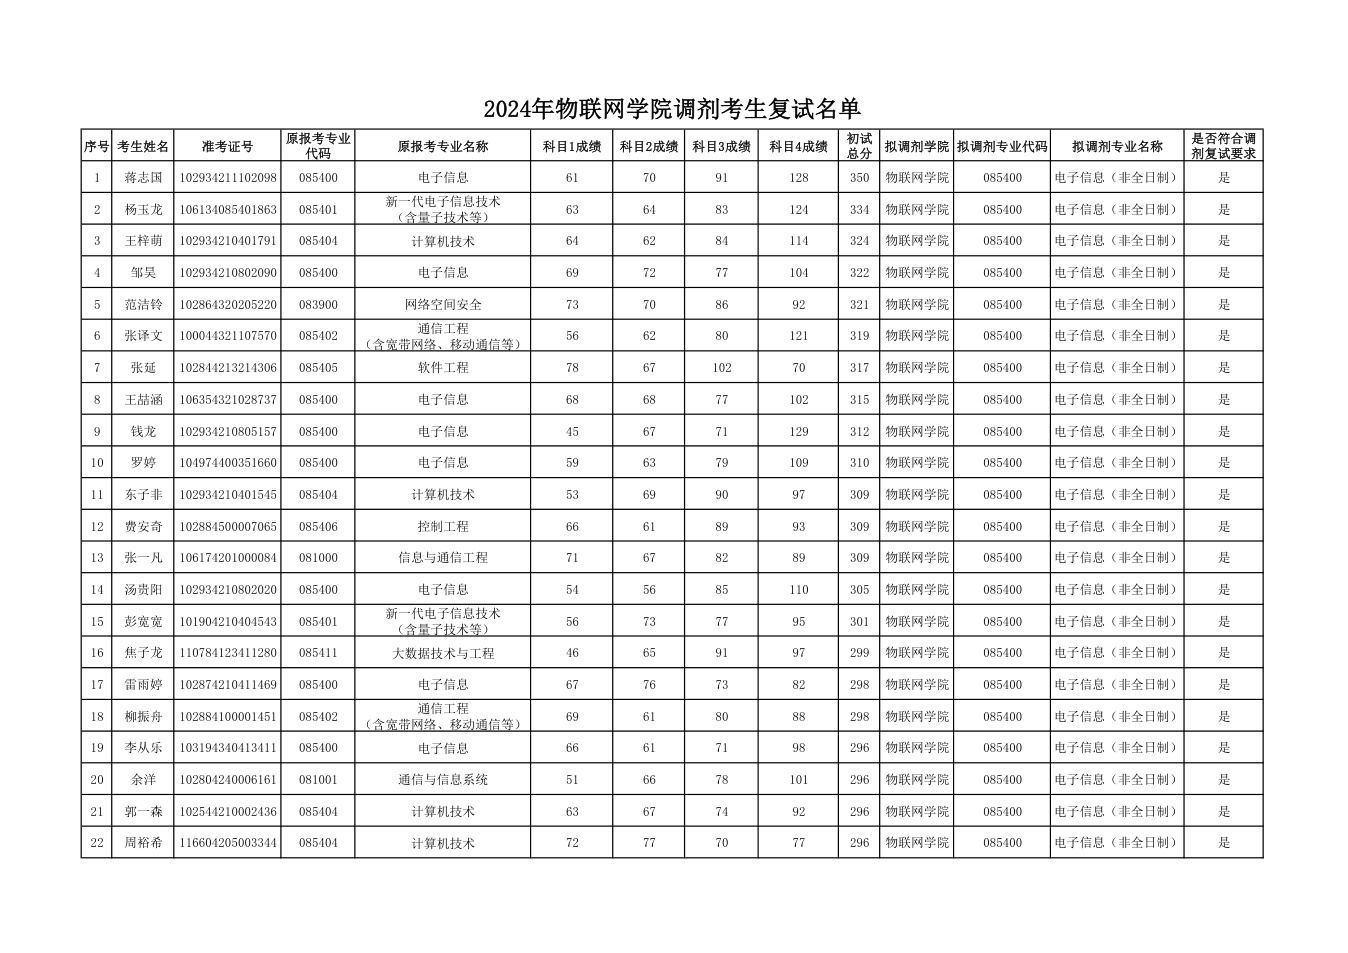 2024年物联网学院调剂考生复试名单
序号 考生姓名 准考证号 原报考专业代码 原报考专业名称 科目1成绩 科目2成绩 科目3成绩 科目4成绩 初试总分 拟调剂学院 拟调剂专业代码 拟调剂专业名称 是否符合调剂复试要求
1 蒋志国 102934211102098 085400 电子信息 61 70 91 128 350 物联网学院 085400 电子信息（非全日制） 是
2 杨玉龙 106134085401863 085401 新一代电子信息技术（含量子技术等） 63 64 83 124 334 物联网学院 085400 电子信息（非全日制） 是
3 王梓萌 102934210401791 085404 计算机技术 64 62 84 114 324 物联网学院 085400 电子信息（非全日制） 是
4 邹昊 102934210802090 085400 电子信息 69 72 77 104 322 物联网学院 085400 电子信息（非全日制） 是
5 范洁铃 102864320205220 083900 网络空间安全 73 70 86 92 321 物联网学院 085400 电子信息（非全日制） 是
6 张译文 100044321107570 085402 通信工程（含宽带网络、移动通信等） 56 62 80 121 319 物联网学院 085400 电子信息（非全日制） 是
7 张延 102844213214306 085405 软件工程 78 67 102 70 317 物联网学院 085400 电子信息（非全日制） 是
8 王喆涵 106354321028737 085400 电子信息 68 68 77 102 315 物联网学院 085400 电子信息（非全日制） 是
9 钱龙 102934210805157 085400 电子信息 45 67 71 129 312 物联网学院 085400 电子信息（非全日制） 是
10 罗婷 104974400351660 085400 电子信息 59 63 79 109 310 物联网学院 085400 电子信息（非全日制） 是
11 东子非 102934210401545 085404 计算机技术 53 69 90 97 309 物联网学院 085400 电子信息（非全日制） 是
12 费安奇 102884500007065 085406 控制工程 66 61 89 93 309 物联网学院 085400 电子信息（非全日制） 是
13 张一凡 106174201000084 081000 信息与通信工程 71 67 82 89 309 物联网学院 085400 电子信息（非全日制） 是
14 汤贵阳 102934210802020 085400 电子信息 54 56 85 110 305 物联网学院 085400 电子信息（非全日制） 是
15 彭宽宽 101904210404543 085401 新一代电子信息技术（含量子技术等） 56 73 77 95 301 物联网学院 085400 电子信息（非全日制） 是
16 焦子龙 110784123411280 085411 大数据技术与工程 46 65 91 97 299 物联网学院 085400 电子信息（非全日制） 是
17 雷雨婷 102874210411469 085400 电子信息 67 76 73 82 298 物联网学院 085400 电子信息（非全日制） 是
18 柳振舟 102884100001451 085402 通信工程（含宽带网络、移动通信等） 69 61 80 88 298 物联网学院 085400 电子信息（非全日制） 是
19 李从乐 103194340413411 085400 电子信息 66 61 71 98 296 物联网学院 085400 电子信息（非全日制） 是
20 余洋 102804240006161 081001 通信与信息系统 51 66 78 101 296 物联网学院 085400 电子信息（非全日制） 是
21 郭一森 102544210002436 085404 计算机技术 63 67 74 92 296 物联网学院 085400 电子信息（非全日制） 是
22 周裕希 116604205003344 085404 计算机技术 72 77 70 77 296 物联网学院 085400 电子信息（非全日制） 是